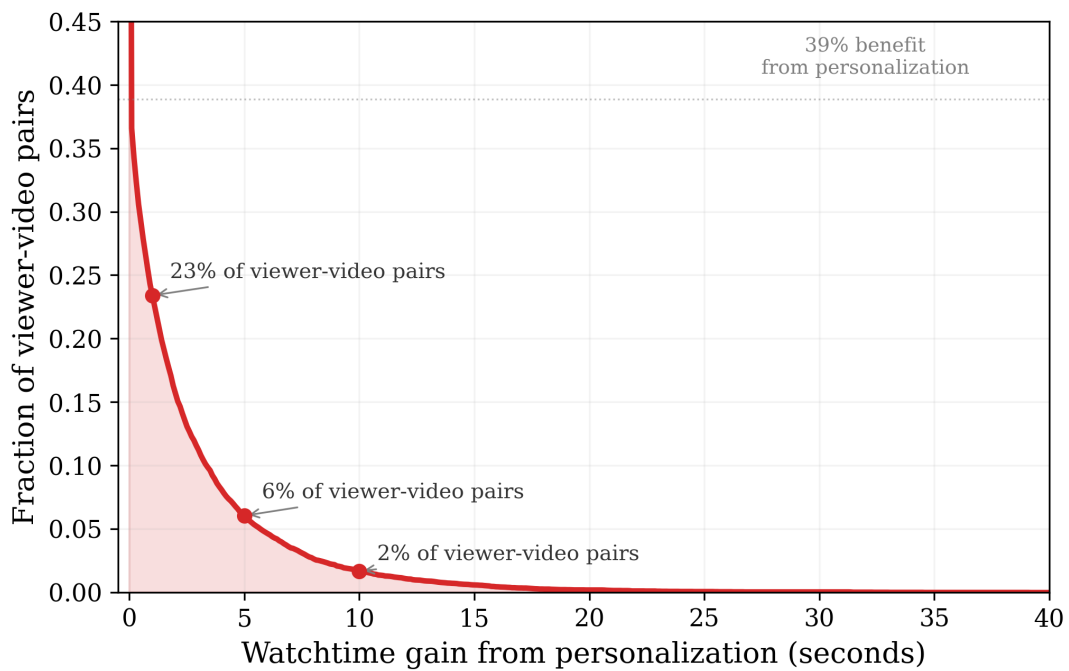 0.45
0.40
0.35
0.30
0.25
0.20
0.15
0.10
0.05
0.00
Fraction of viewer-video pairs
39% benefit
from personalization
23% of viewer-video pairs
6% of viewer-video pairs
2% of viewer-video pairs
0 5 10 15 20 25 30 35 40
Watchtime gain from personalization (seconds)